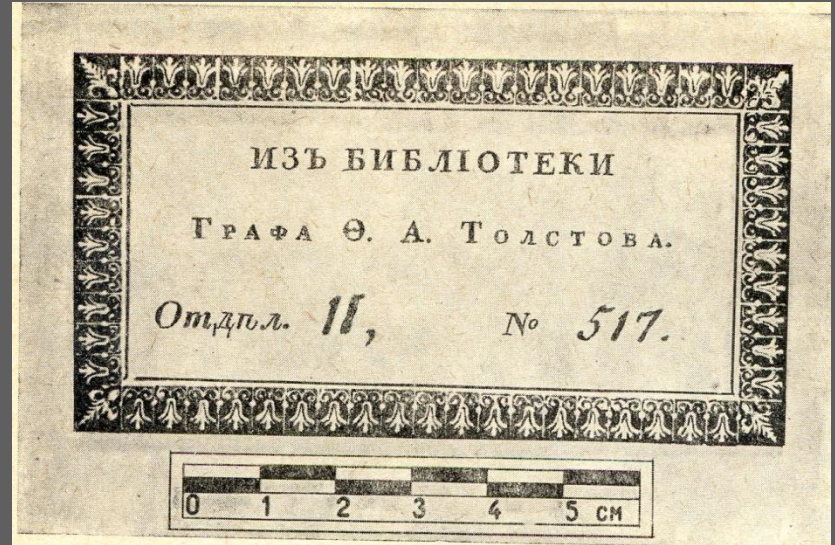 ИЗЪ БИБЛІОТЕКИ
ГРАФА Ѳ. А. ТОЛСТОВА.
Отдѣл. II, № 517.
0 1 2 3 4 5 СМ